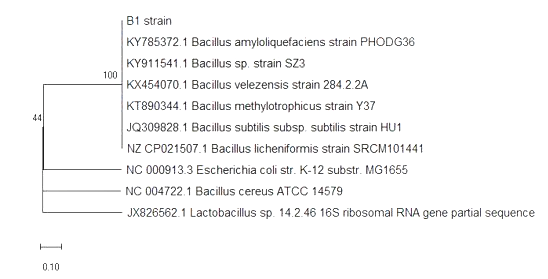 B1 strain
KY785372.1 Bacillus amyloliquefaciens strain PHODG36
KY911541.1 Bacillus sp. strain SZ3
100
KX454070.1 Bacillus velezensis strain 284.2.2A
KT890344.1 Bacillus methylotrophicus strain Y37
44
JQ309828.1 Bacillus subtilis subsp. subtilis strain HU1
NZ CP021507.1 Bacillus licheniformis strain SRCM101441
NC 000913.3 Escherichia coli str. K-12 substr. MG1655
NC 004722.1 Bacillus cereus ATCC 14579
JX826562.1 Lactobacillus sp. 14.2.46 16S ribosomal RNA gene partial sequence
0.10